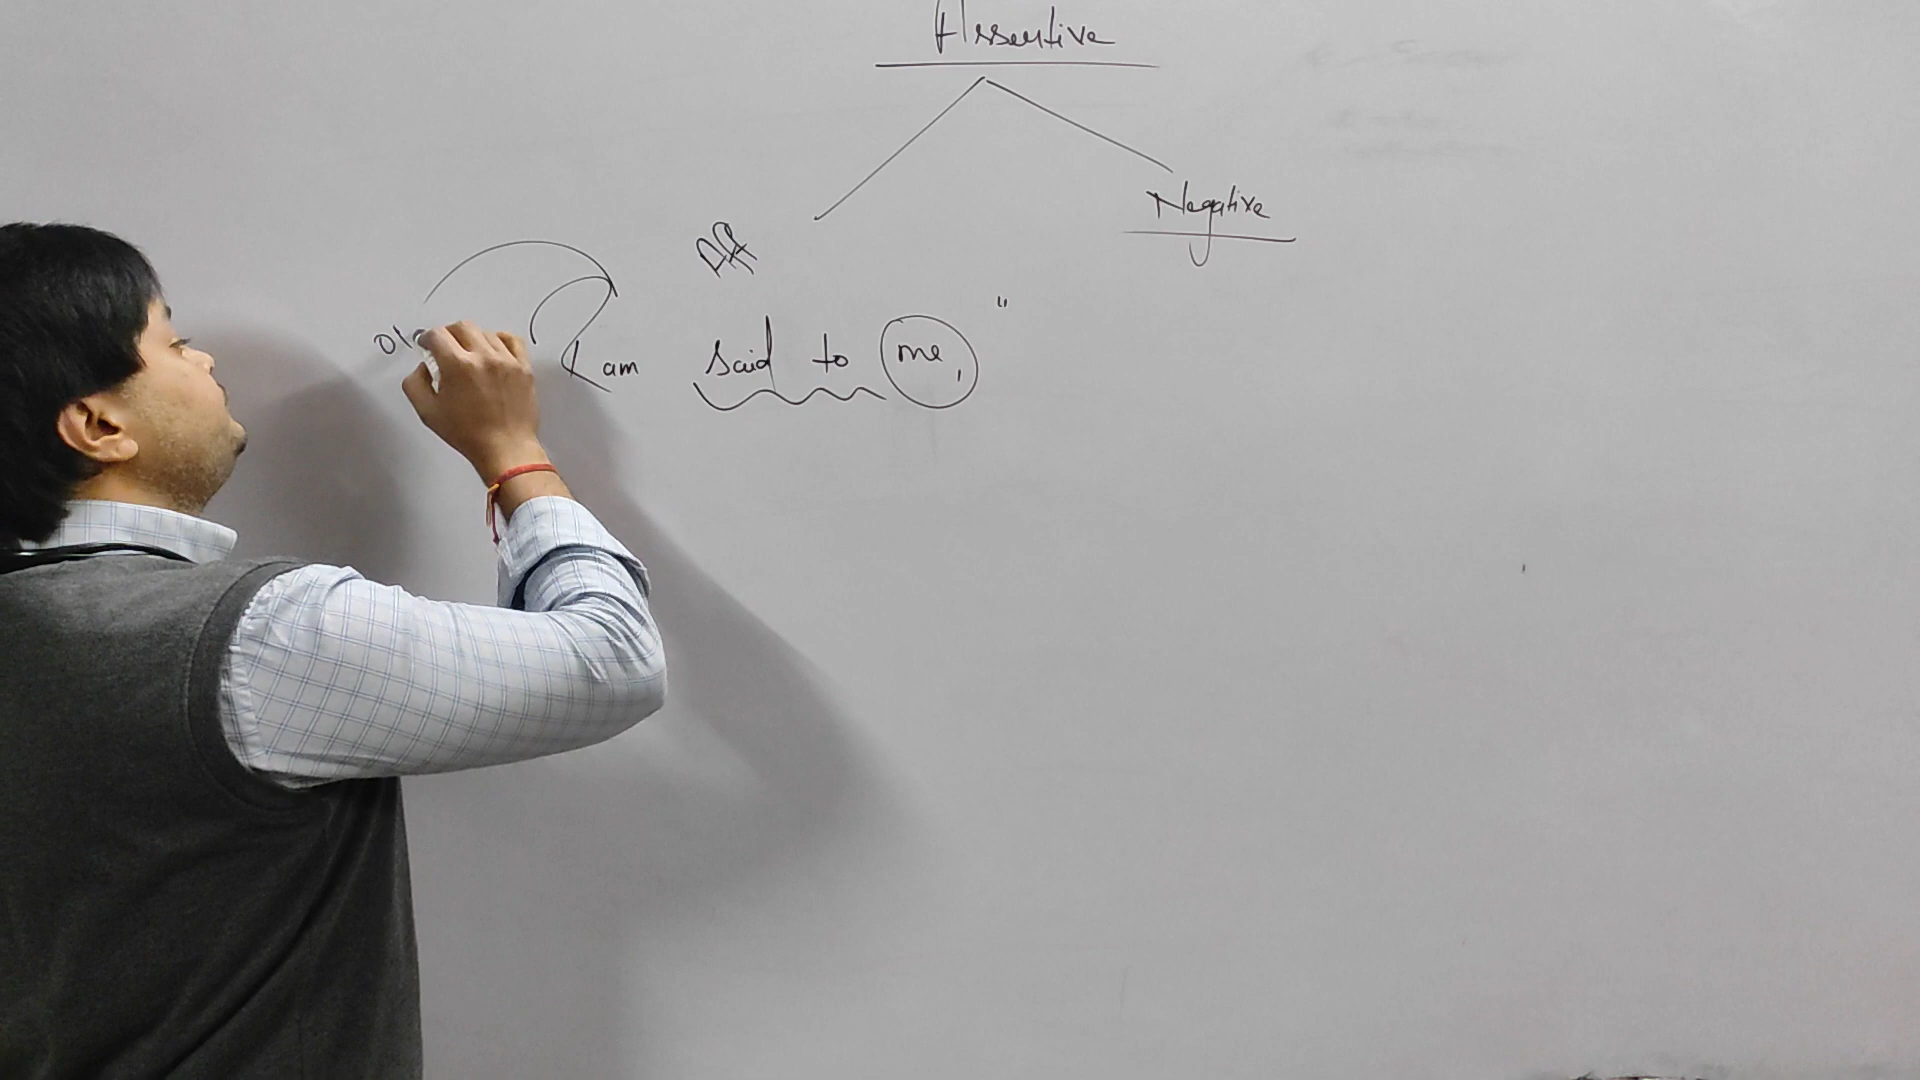 Assertive
Negative
Aff
Ram said to me, "